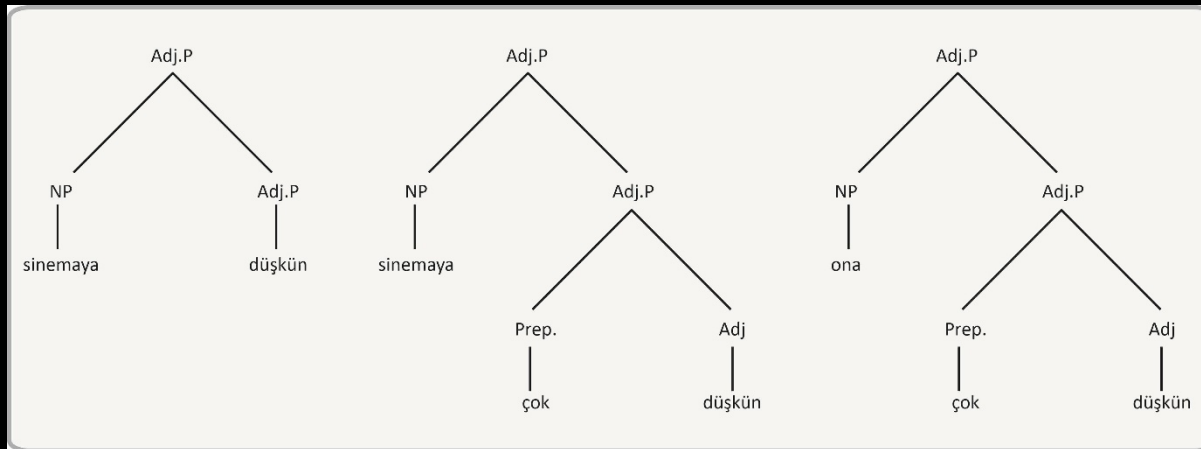 Adj.P Adj.P Adj.P
NP Adj.P NP Adj.P NP Adj.P
sinemaya düşkün sinemaya ona
Prep. Adj Prep. Adj
çok düşkün çok düşkün